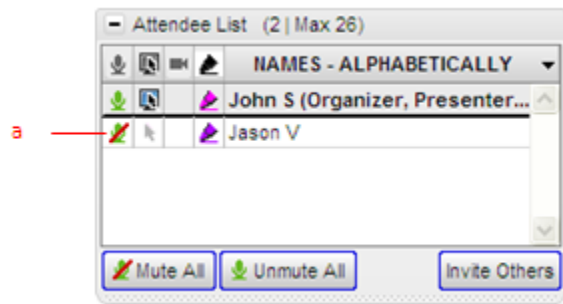 Attendee List (2 | Max 26)
NAMES - ALPHABETICALLY
John S (Organizer, Presenter...
a
Jason V
Mute All Unmute All Invite Others